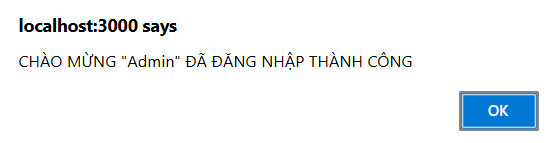 localhost:3000 says
CHÀO MỪNG "Admin" ĐÃ ĐĂNG NHẬP THÀNH CÔNG
OK